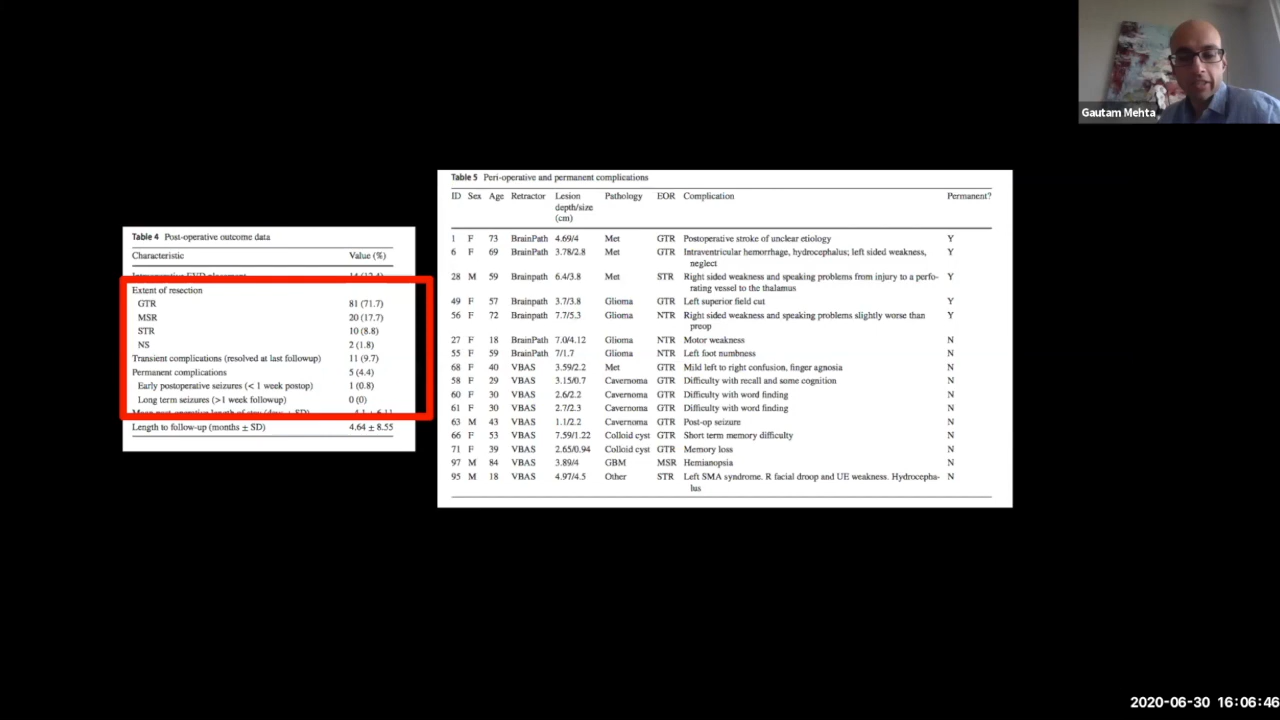 Gautam Mehta
Table 4 Post-operative outcome data
Characteristic Value (%)
Extent of resection
GTR 81 (71.7)
MSR 20 (17.7)
STR 10 (8.8)
NS 2 (1.8)
Transient complications (resolved at last followup) 11 (9.7)
Permanent complications 5 (4.4)
Early postoperative seizures (< 1 week postop) 1 (0.8)
Long term seizures (>1 week followup) 0 (0)
Length to follow-up (months ± SD) 4.64 ± 8.55
Table 5 Peri-operative and permanent complications
ID Sex Age Retractor Lesion Pathology EOR Complication Permanent?
depth/size
(cm)
1 F 73 BrainPath 4.69/4 Met GTR Postoperative stroke of unclear etiology Y
6 F 69 BrainPath 3.78/2.8 Met GTR Intraventricular hemorrhage, hydrocephalus; left sided weakness, Y
neglect
28 M 59 Brainpath 6.4/3.8 Met STR Right sided weakness and speaking problems from injury to a perfo- Y
rating vessel to the thalamus
49 F 57 Brainpath 3.7/3.8 Glioma GTR Left superior field cut Y
56 F 72 Brainpath 7.7/5.3 Glioma NTR Right sided weakness and speaking problems slightly worse than Y
preop
27 F 18 BrainPath 7.0/4.12 Glioma NTR Motor weakness N
55 F 59 BrainPath 7/1.7 Glioma NTR Left foot numbness N
68 F 40 VBAS 3.59/2.2 Met GTR Mild left to right confusion, finger agnosia N
58 F 29 VBAS 3.15/0.7 Cavernoma GTR Difficulty with recall and some cognition N
60 F 30 VBAS 2.6/2.2 Cavernoma GTR Difficulty with word finding N
61 F 30 VBAS 2.7/2.3 Cavernoma GTR Difficulty with word finding N
63 M 43 VBAS 1.1/2.2 Cavernoma GTR Post-op seizure N
66 F 53 VBAS 7.59/1.22 Colloid cyst GTR Short term memory difficulty N
71 F 39 VBAS 2.65/0.94 Colloid cyst GTR Memory loss N
97 M 84 VBAS 3.89/4 GBM MSR Hemianopsia N
95 M 18 VBAS 4.97/4.5 Other STR Left SMA syndrome. R facial droop and UE weakness. Hydrocepha- N
lus
2020-06-30 16:06:46